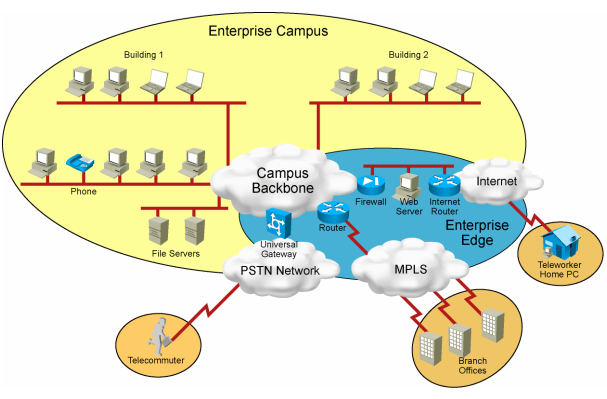 Enterprise Campus
Building 1
Building 2
Phone
Campus
Backbone
Firewall
Web
Server
Internet
Router
Internet
File Servers
Universal
Gateway
Router
Enterprise
Edge
PSTN Network
MPLS
Teleworker
Home PC
Telecommuter
Branch
Offices